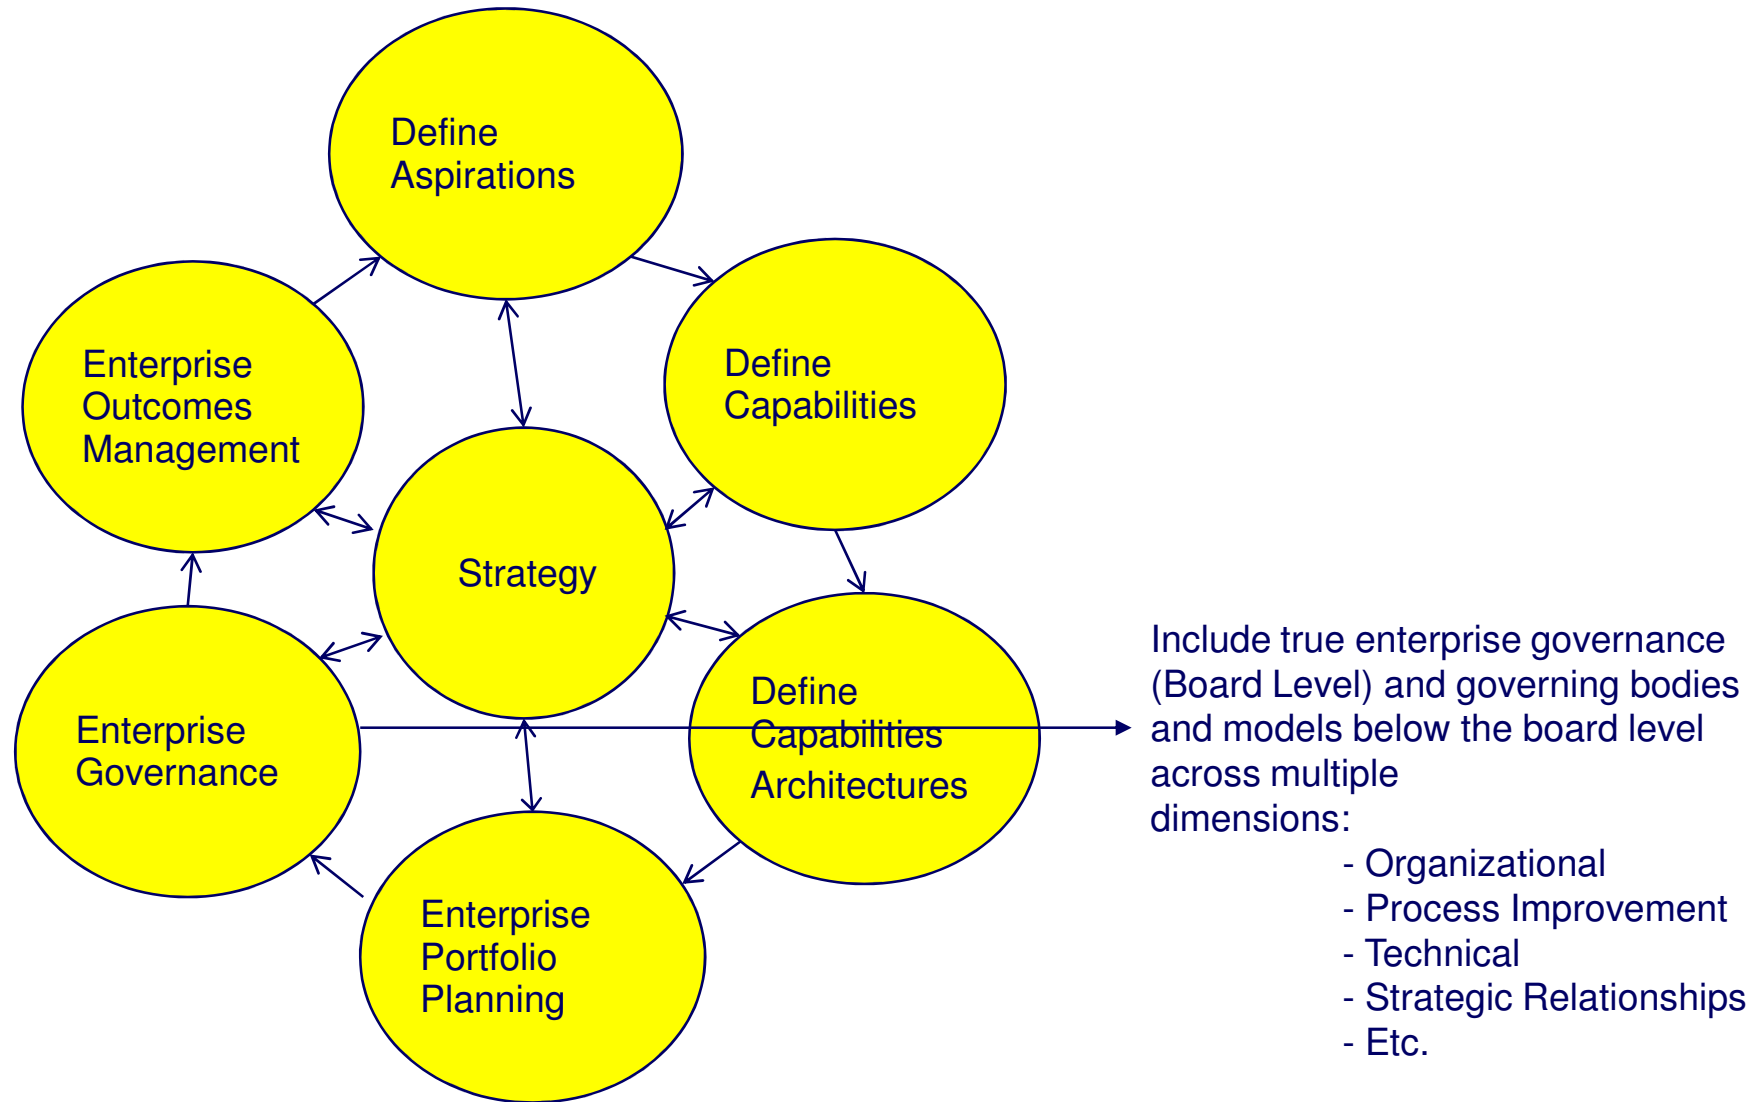 Define
Aspirations
Define
Capabilities
Enterprise
Outcomes
Management
Strategy
Define
Capabilities
Architectures
Enterprise
Governance
Enterprise
Portfolio
Planning
Include true enterprise governance
(Board Level) and governing bodies
and models below the board level
across multiple
dimensions:
- Organizational
- Process Improvement
- Technical
- Strategic Relationships
- Etc.